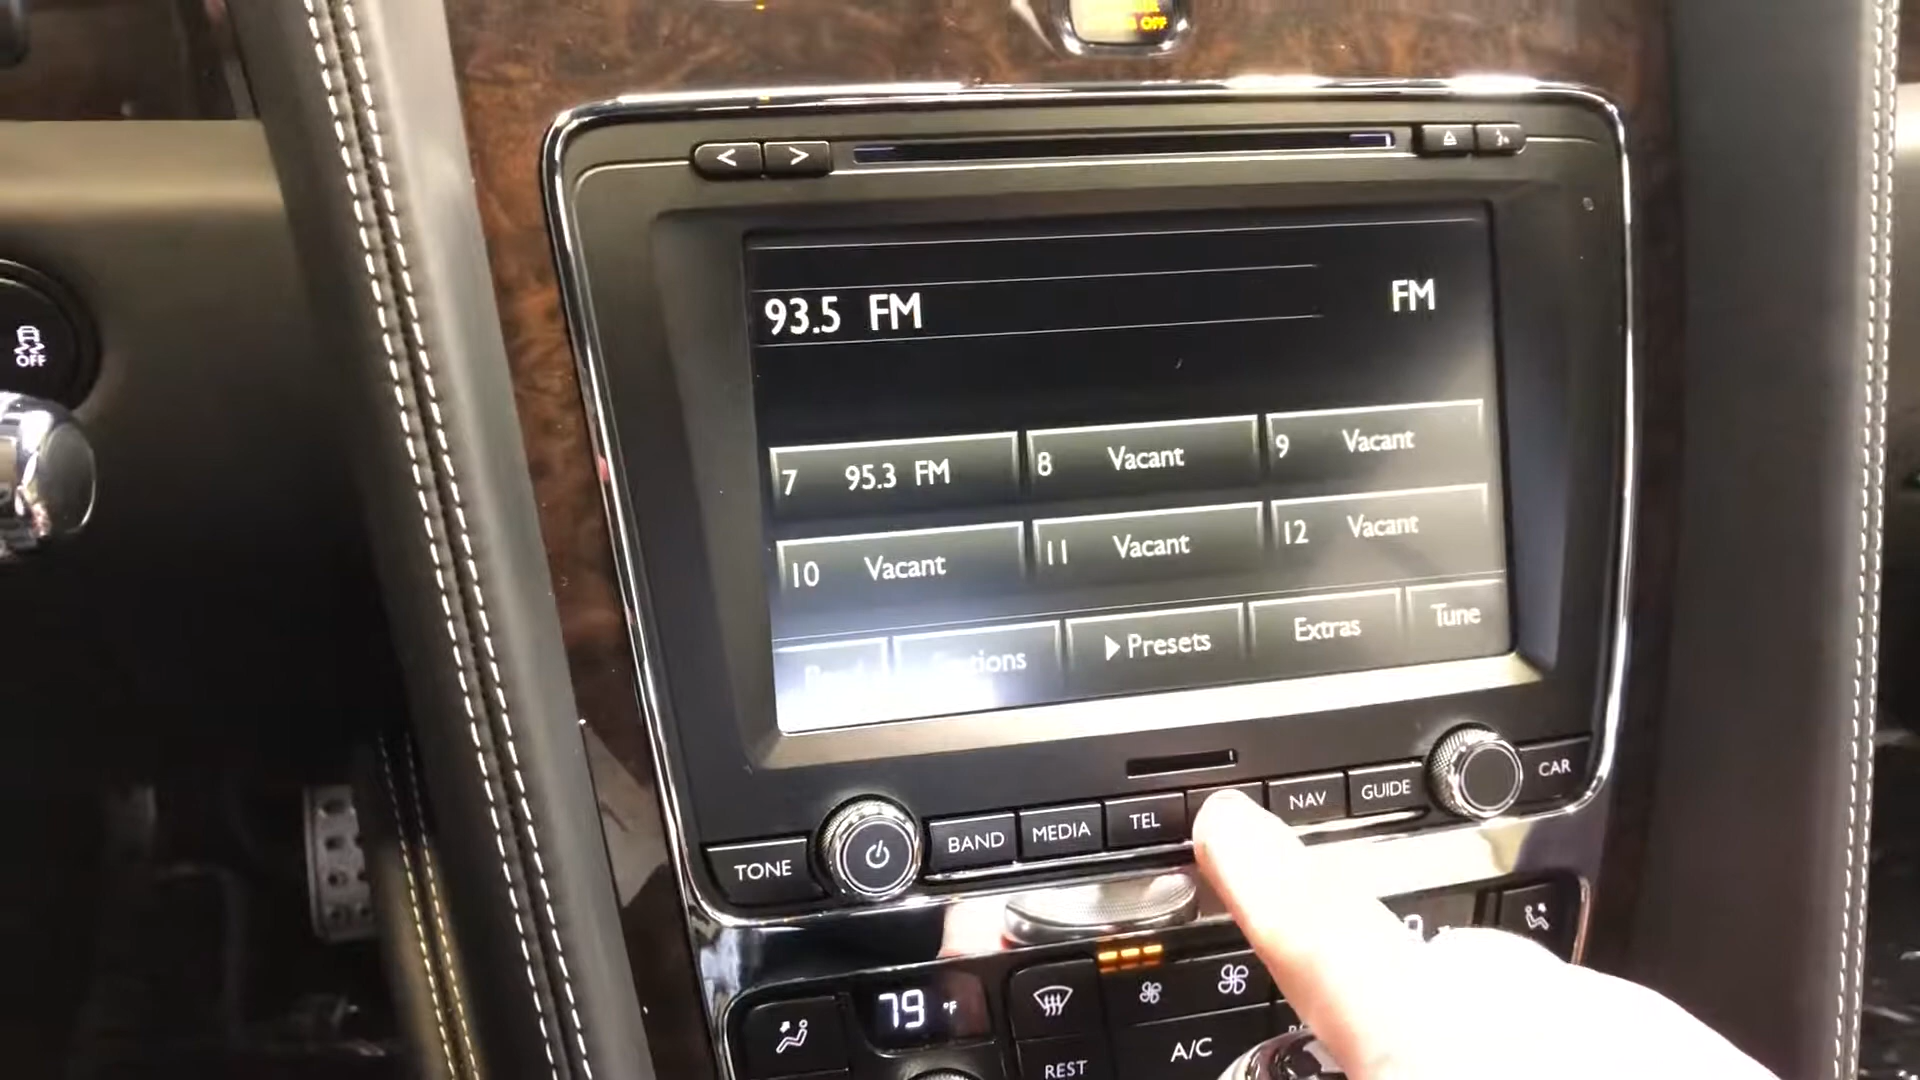 OFF
OFF
< >
93.5 FM
FM
7 95.3 FM
8 Vacant
9 Vacant
10 Vacant
11 Vacant
12 Vacant
Presets
Extras
Tune
TONE
BAND
MEDIA
TEL
NAV
GUIDE
CAR
79 °F
A/C
REST